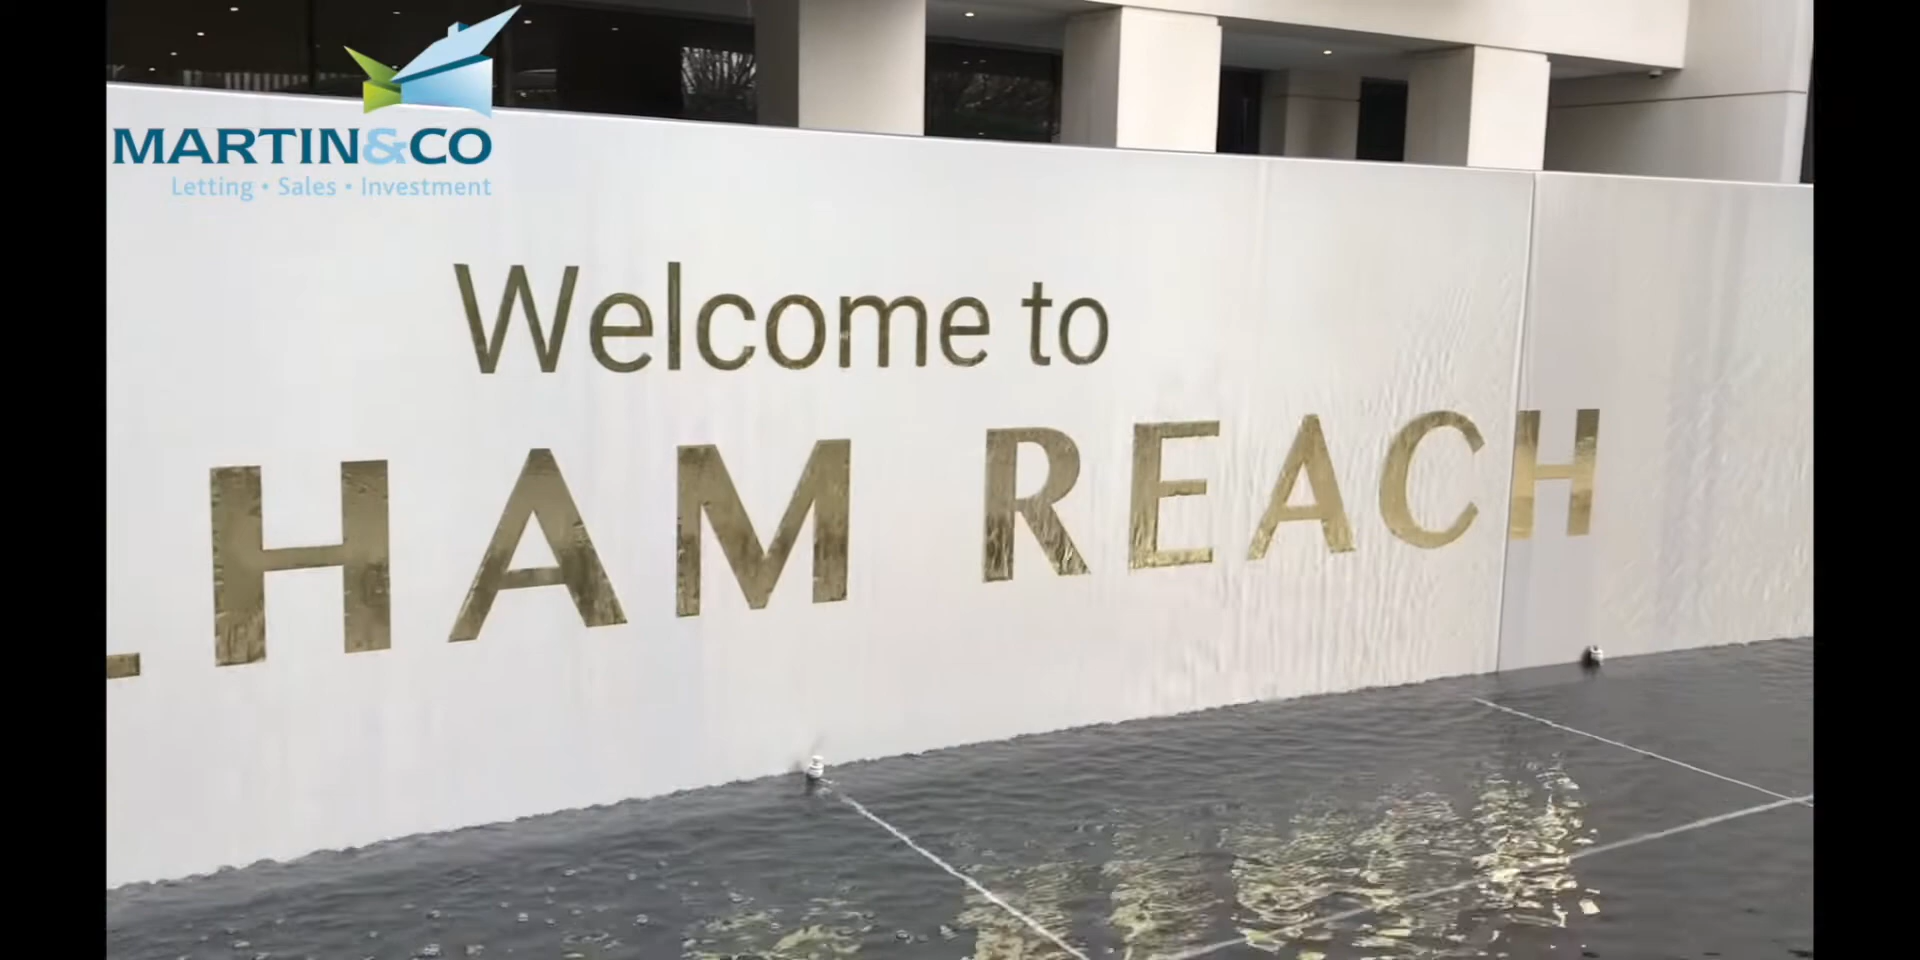 MARTIN&CO
Letting • Sales • Investment
Welcome to
HAM REACH